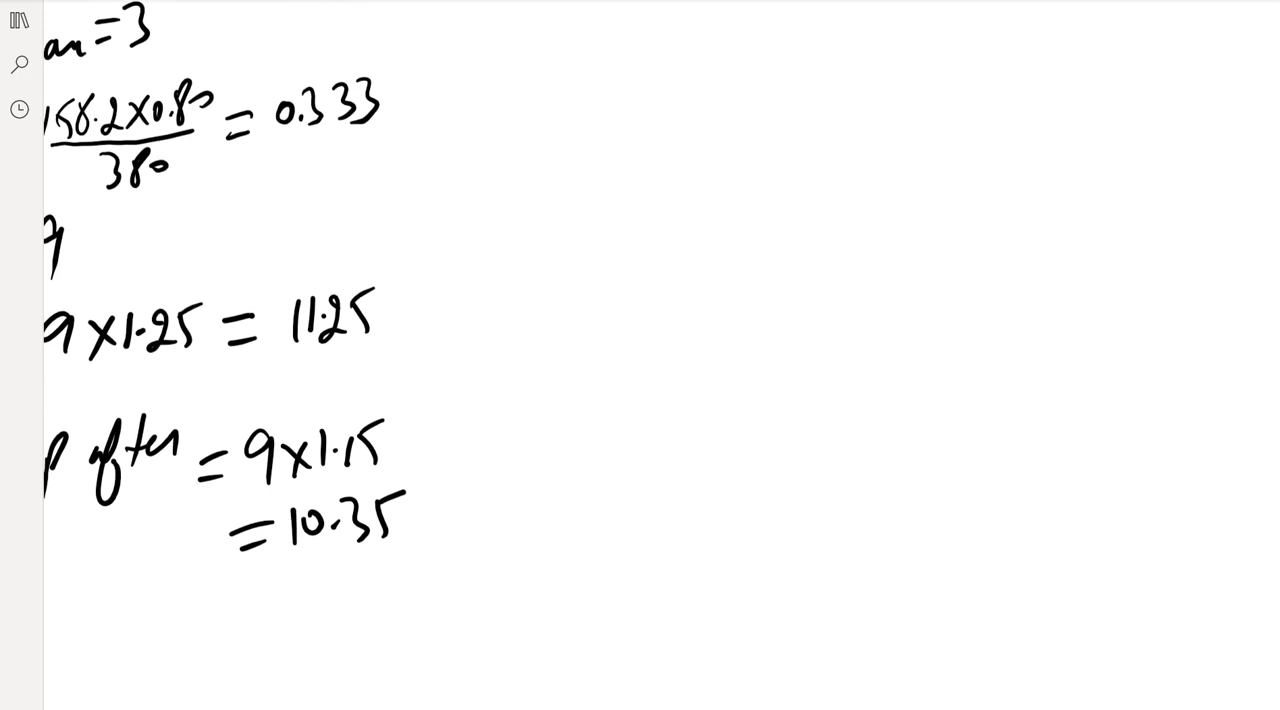 an = 3
158.2×0.80 = 0.333
380
9×1.25 = 11.25
P after = 9×1.15
= 10.35